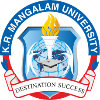 K.R. MANGALAM UNIVERSITY
DESTINATION SUCCESS